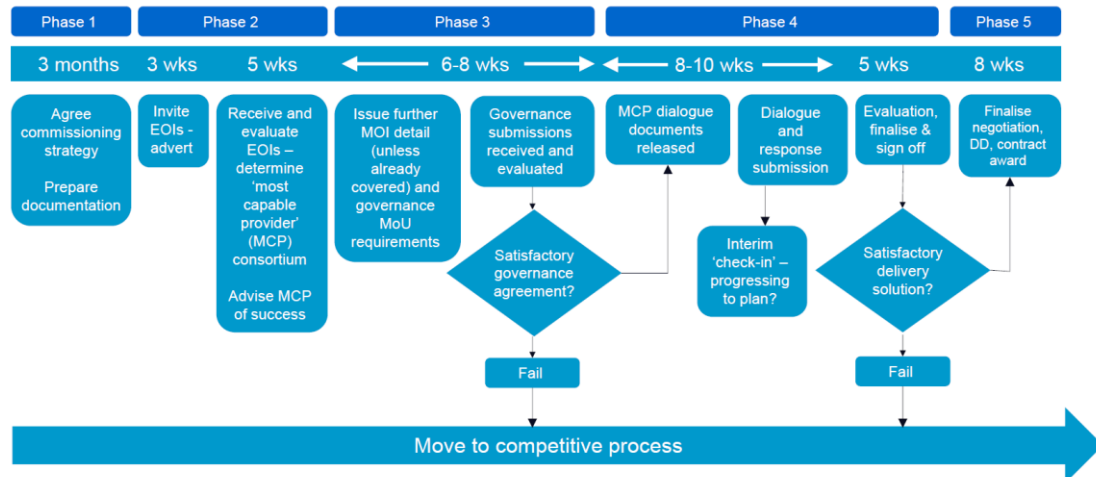 Phase 1
Phase 2
Phase 3
Phase 4
Phase 5
3 months
3 wks
5 wks
6-8 wks
8-10 wks
5 wks
8 wks
Agree
commissioning
strategy
Prepare
documentation
Invite
EOIs -
advert
Receive and
evaluate
EOIs –
determine
‘most
capable
provider’
(MCP)
consortium
Advise MCP
of success
Issue further
MOI detail
(unless
already
covered) and
governance
MoU
requirements
Governance
submissions
received and
evaluated
Satisfactory
governance
agreement?
Fail
MCP dialogue
documents
released
Dialogue
and
response
submission
Interim
‘check-in’ –
progressing
to plan?
Evaluation,
finalise &
sign off
Satisfactory
delivery
solution?
Fail
Finalise
negotiation,
DD, contract
award
Move to competitive process